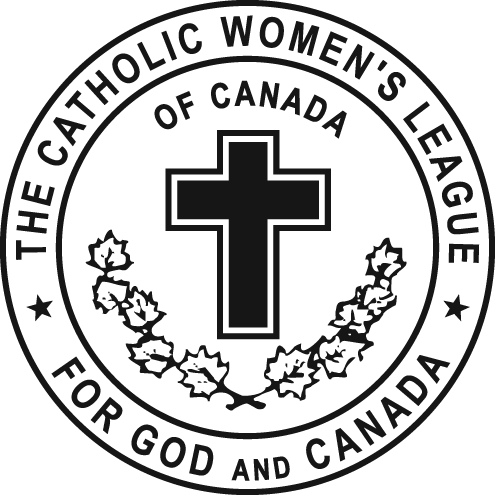 THE CATHOLIC WOMEN'S LEAGUE
OF CANADA
FOR GOD AND CANADA